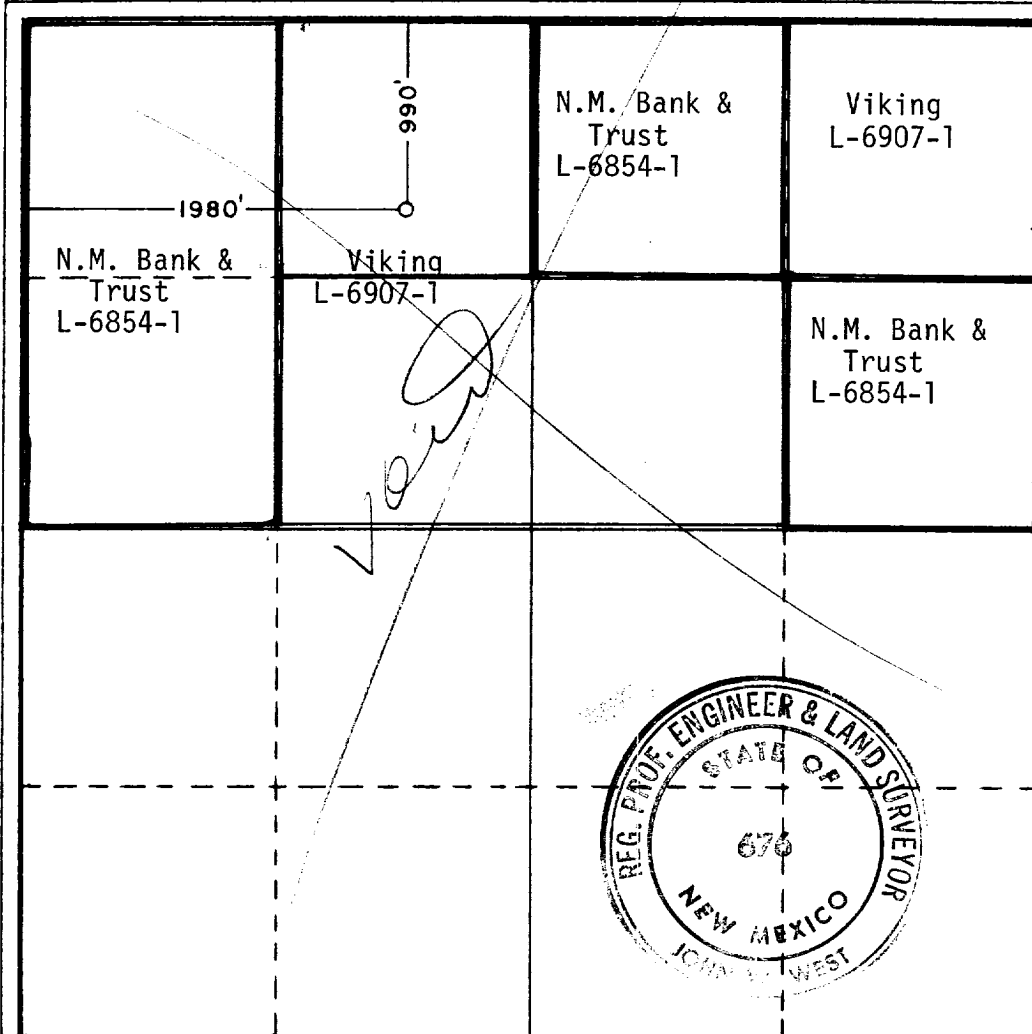 990'
N.M. Bank &
Trust
L-6854-1
Viking
L-6907-1
1980'
N.M. Bank &
Trust
L-6854-1
Viking
L-6907-1
N.M. Bank &
Trust
L-6854-1
Void
REG. PROF. ENGINEER & LAND SURVEYOR
STATE OF
676
NEW MEXICO
JOHN WEST